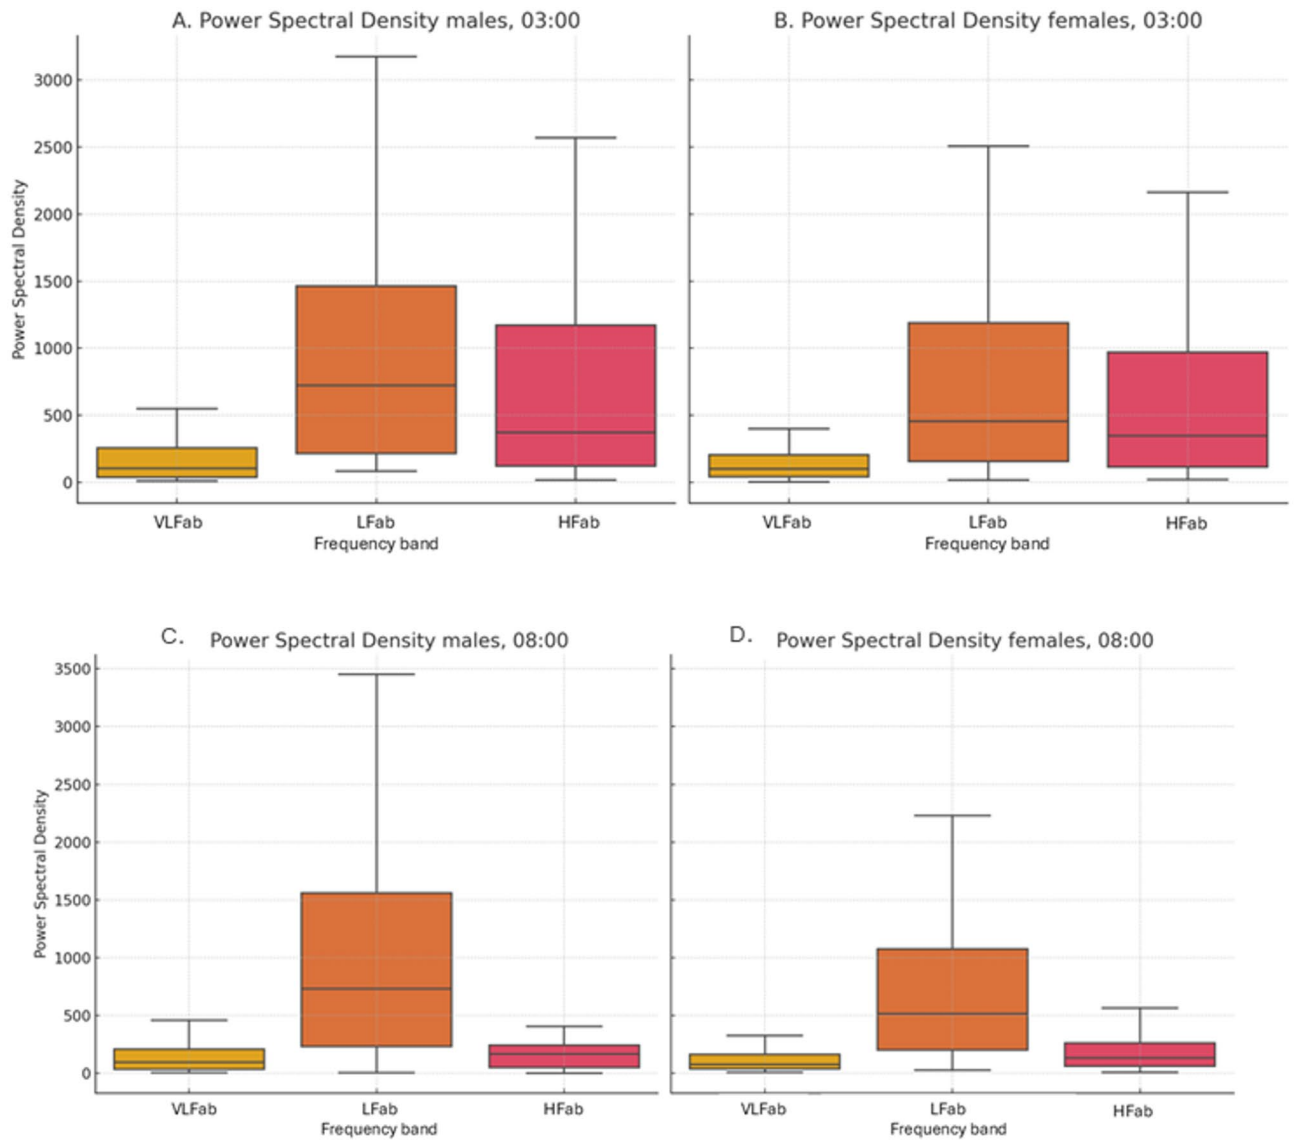 A. Power Spectral Density males, 03:00
B. Power Spectral Density females, 03:00
Power Spectral Density
3000
2500
2000
1500
1000
500
0
VLFab LFab HFab
Frequency band
VLFab LFab HFab
Frequency band
C. Power Spectral Density males, 08:00
D. Power Spectral Density females, 08:00
Power Spectral Density
3500
3000
2500
2000
1500
1000
500
0
VLFab LFab HFab
Frequency band
VLFab LFab HFab
Frequency band